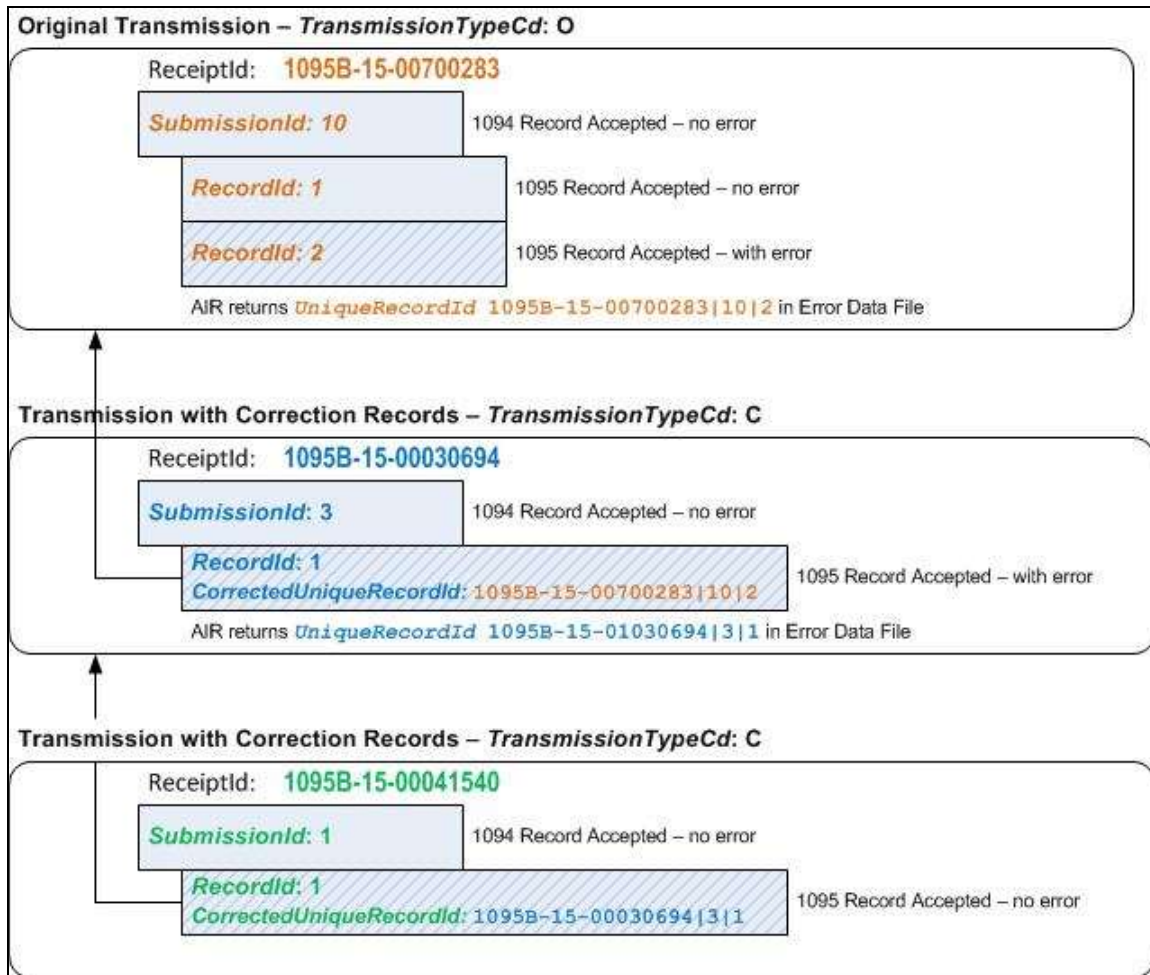 Original Transmission – TransmissionTypeCd: O
ReceiptId: 1095B-15-00700283
SubmissionId: 10
1094 Record Accepted – no error
RecordId: 1
1095 Record Accepted – no error
RecordId: 2
1095 Record Accepted – with error
AIR returns UniqueRecordId 1095B-15-00700283|10|2 in Error Data File
Transmission with Correction Records – TransmissionTypeCd: C
ReceiptId: 1095B-15-00030694
SubmissionId: 3
1094 Record Accepted – no error
RecordId: 1
CorrectedUniqueRecordId: 1095B-15-00700283|10|2
1095 Record Accepted – with error
AIR returns UniqueRecordId 1095B-15-01030694|3|1 in Error Data File
Transmission with Correction Records – TransmissionTypeCd: C
ReceiptId: 1095B-15-00041540
SubmissionId: 1
1094 Record Accepted – no error
RecordId: 1
CorrectedUniqueRecordId: 1095B-15-00030694|3|1
1095 Record Accepted – no error